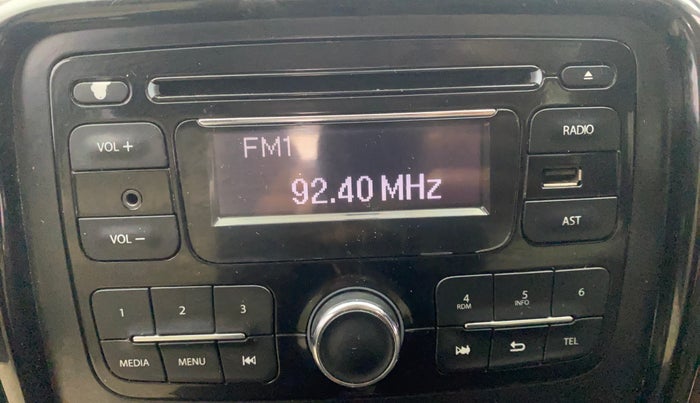 VOL +
RADIO
FM1
92.40 MHz
VOL −
AST
1
2
3
4
RDM
5
INFO
6
MEDIA
MENU
TEL